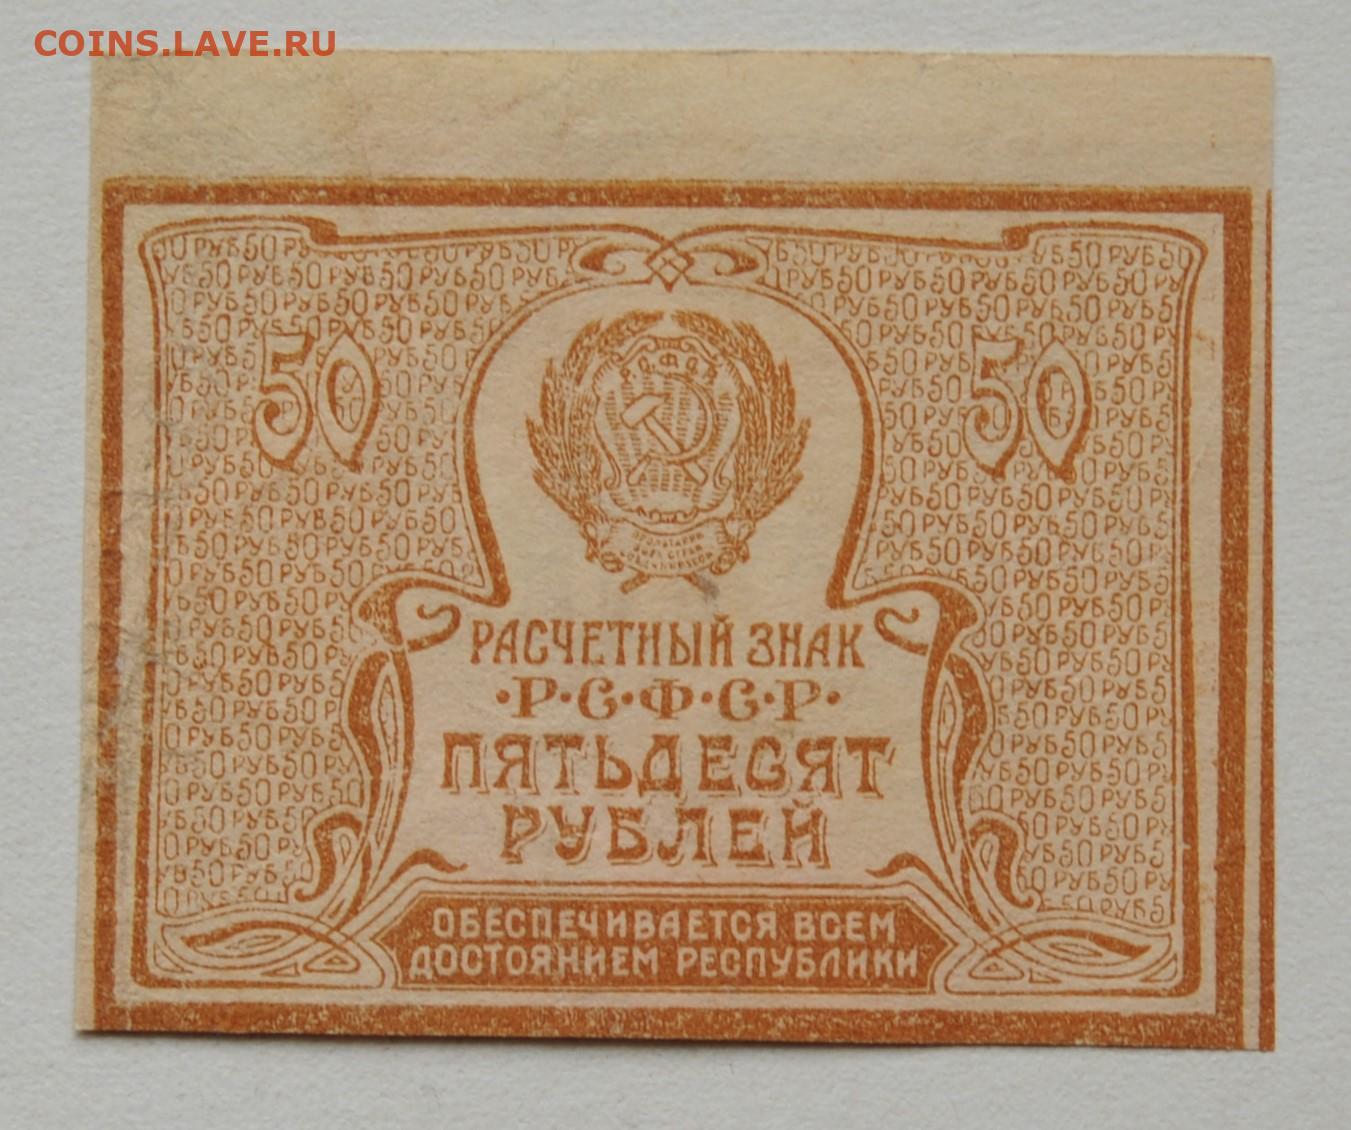 COINS.LAVE.RU
50 50
РАСЧЕТНЫЙ ЗНАК
·Р·С·Ф·С·Р·
ПЯТЬДЕСЯТ
РУБЛЕЙ
ОБЕСПЕЧИВАЕТСЯ ВСЕМ
ДОСТОЯНИЕМ РЕСПУБЛИКИ